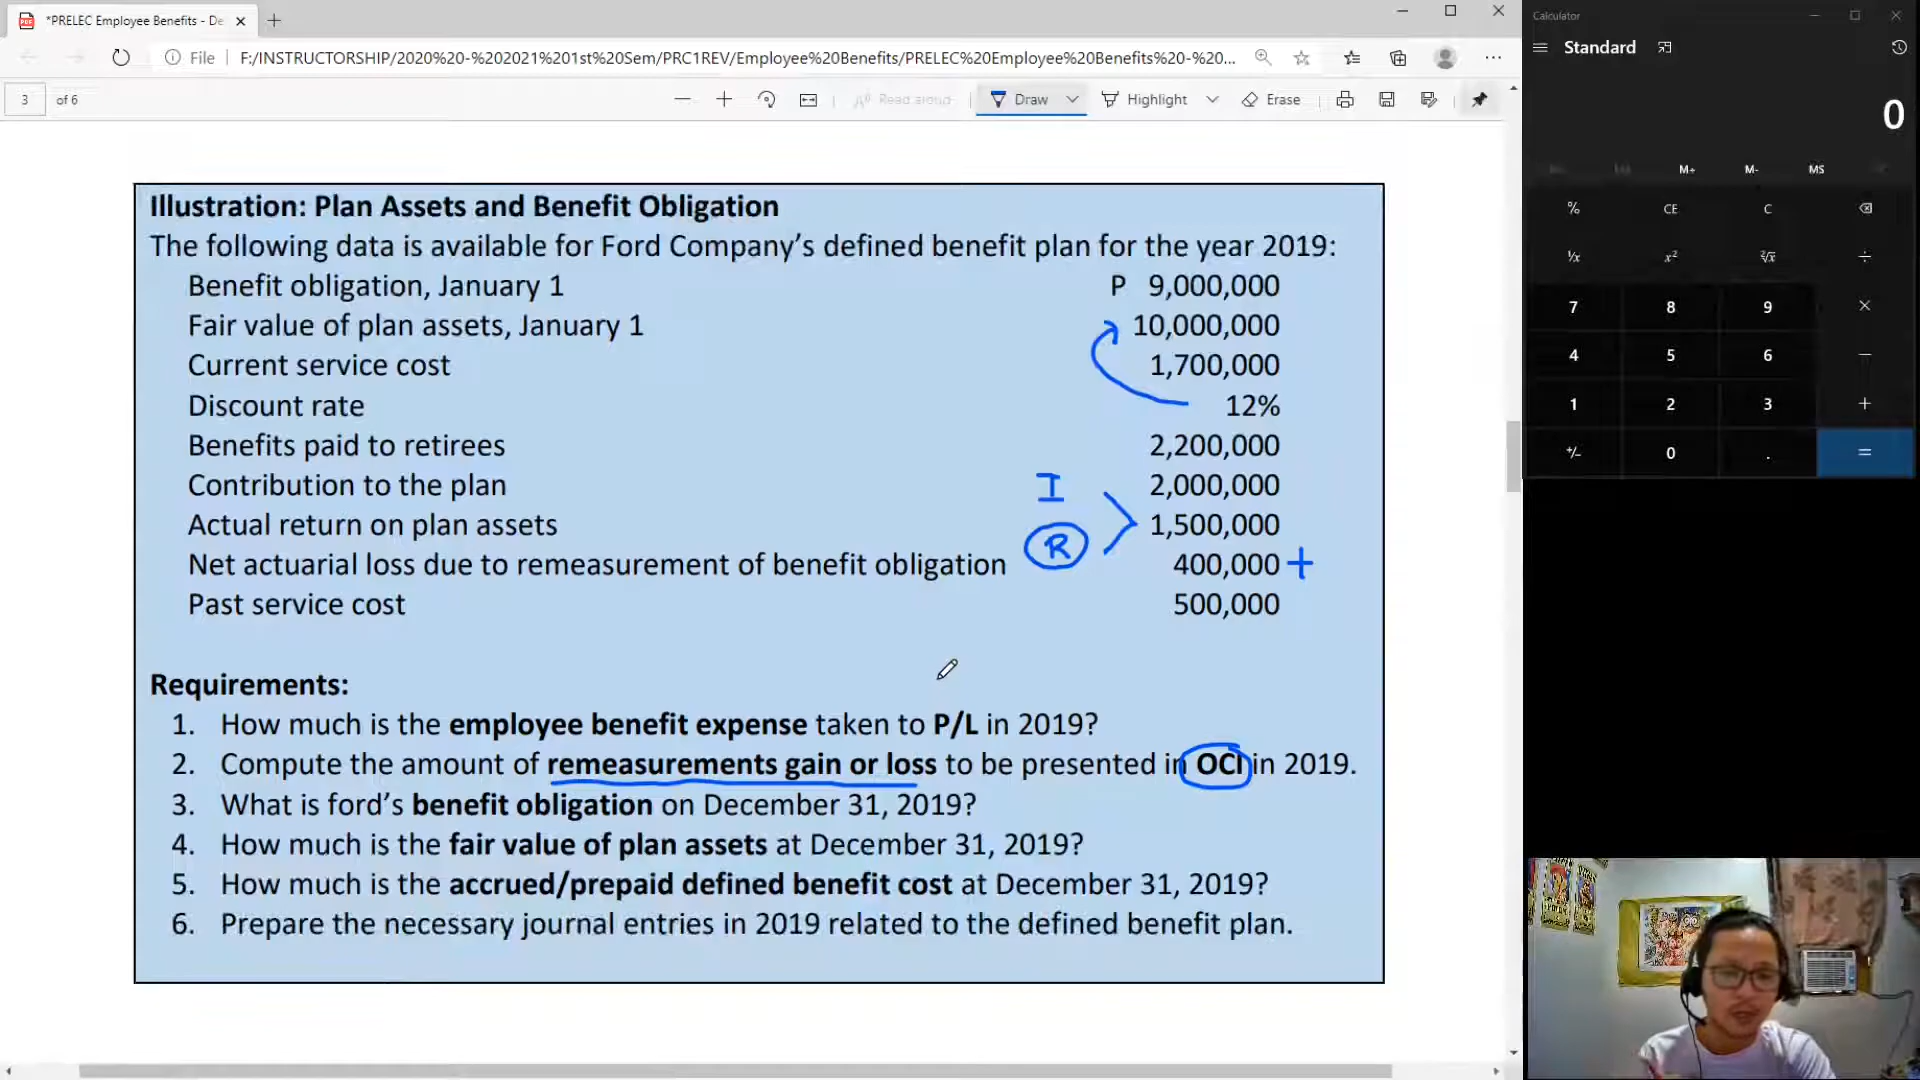 *PRELEC Employee Benefits - De
File
F:/INSTRUCTORSHIP/2020%20-%202021%201st%20Sem/PRC1REV/Employee%20Benefits/PRELEC%20Employee%20Benefits%20-%20...
3 of 6
Read aloud Draw Highlight Erase
Illustration: Plan Assets and Benefit Obligation
The following data is available for Ford Company’s defined benefit plan for the year 2019:
Benefit obligation, January 1 P 9,000,000
Fair value of plan assets, January 1 10,000,000
Current service cost 1,700,000
Discount rate 12%
Benefits paid to retirees 2,200,000
Contribution to the plan I 2,000,000
Actual return on plan assets R 1,500,000
Net actuarial loss due to remeasurement of benefit obligation 400,000 +
Past service cost 500,000
Requirements:
1. How much is the employee benefit expense taken to P/L in 2019?
2. Compute the amount of remeasurements gain or loss to be presented in OCI in 2019.
3. What is ford’s benefit obligation on December 31, 2019?
4. How much is the fair value of plan assets at December 31, 2019?
5. How much is the accrued/prepaid defined benefit cost at December 31, 2019?
6. Prepare the necessary journal entries in 2019 related to the defined benefit plan.
Calculator
Standard
0
M+ M- MS
% CE C
¹/x x² ²√x ÷
7 8 9 ×
4 5 6 −
1 2 3 +
+/- 0 . =